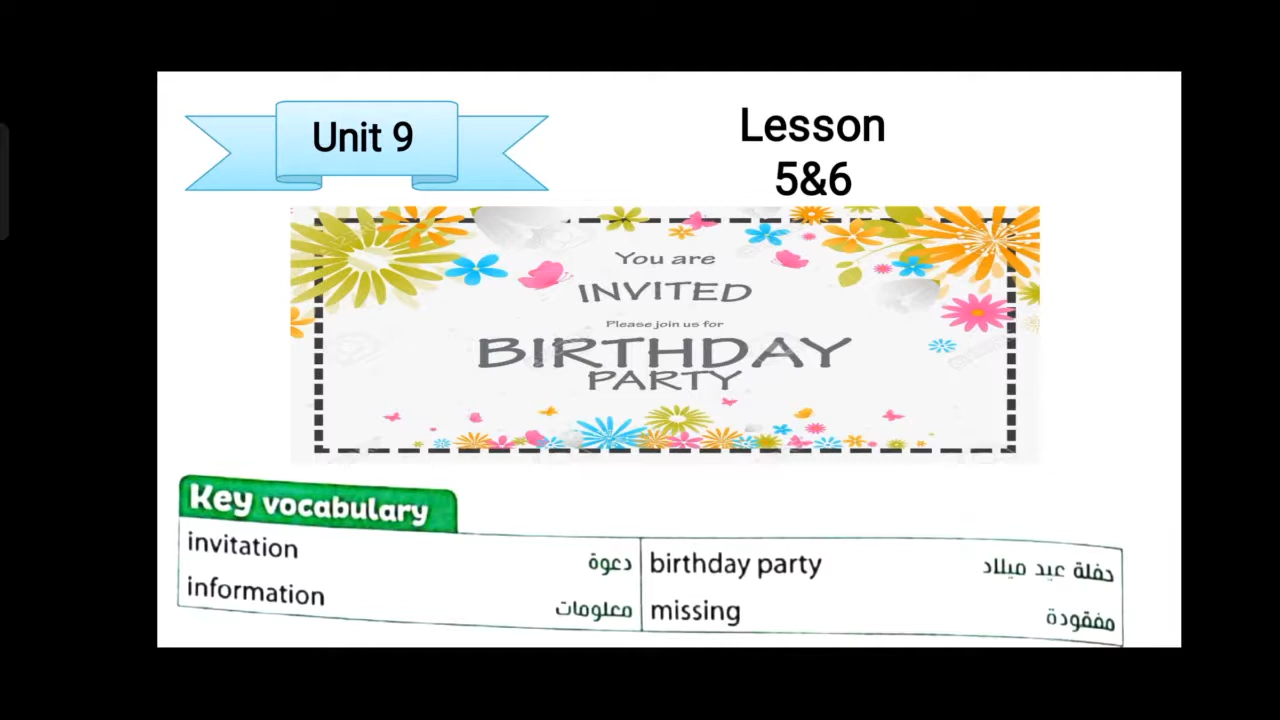 Unit 9
Lesson
5&6
You are
INVITED
Please join us for
BIRTHDAY
PARTY
Key vocabulary
invitation دعوة
birthday party حفلة عيد ميلاد
information معلومات
missing مفقودة